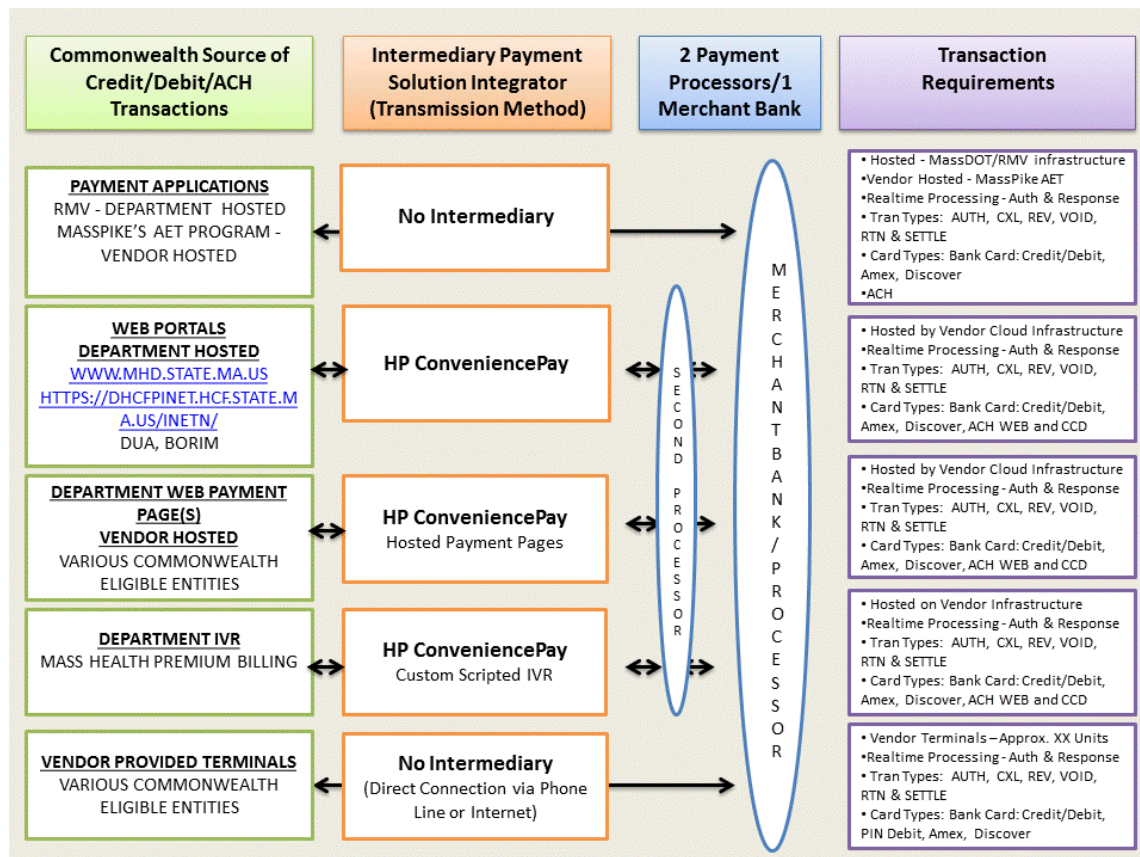 Commonwealth Source of
Credit/Debit/ACH
Transactions
Intermediary Payment
Solution Integrator
(Transmission Method)
2 Payment
Processors/1
Merchant Bank
Transaction
Requirements
PAYMENT APPLICATIONS
RMV - DEPARTMENT HOSTED
MASSPIKE'S AET PROGRAM -
VENDOR HOSTED
No Intermediary
• Hosted - MassDOT/RMV infrastructure
•Vendor Hosted - MassPike AET
•Realtime Processing - Auth & Response
• Tran Types: AUTH, CXL, REV, VOID,
RTN & SETTLE
• Card Types: Bank Card: Credit/Debit,
Amex, Discover
•ACH
WEB PORTALS
DEPARTMENT HOSTED
WWW.MHD.STATE.MA.US
HTTPS://DHCFPINET.HCF.STATE.M
A.US/INETN/
DUA, BORIM
HP ConveniencePay
• Hosted by Vendor Cloud Infrastructure
•Realtime Processing - Auth & Response
• Tran Types: AUTH, CXL, REV, VOID,
RTN & SETTLE
• Card Types: Bank Card: Credit/Debit,
Amex, Discover, ACH WEB and CCD
DEPARTMENT WEB PAYMENT
PAGE(S)
VENDOR HOSTED
VARIOUS COMMONWEALTH
ELIGIBLE ENTITIES
HP ConveniencePay
Hosted Payment Pages
• Hosted by Vendor Cloud Infrastructure
•Realtime Processing - Auth & Response
• Tran Types: AUTH, CXL, REV, VOID,
RTN & SETTLE
• Card Types: Bank Card: Credit/Debit,
Amex, Discover, ACH WEB and CCD
DEPARTMENT IVR
MASS HEALTH PREMIUM BILLING
HP ConveniencePay
Custom Scripted IVR
• Hosted on Vendor Infrastructure
•Realtime Processing - Auth & Response
• Tran Types: AUTH, CXL, REV, VOID,
RTN & SETTLE
• Card Types: Bank Card: Credit/Debit,
Amex, Discover, ACH WEB and CCD
VENDOR PROVIDED TERMINALS
VARIOUS COMMONWEALTH
ELIGIBLE ENTITIES
No Intermediary
(Direct Connection via Phone
Line or Internet)
• Vendor Terminals – Approx. XX Units
•Realtime Processing - Auth & Response
• Tran Types: AUTH, CXL, REV, VOID,
RTN & SETTLE
• Card Types: Bank Card: Credit/Debit,
PIN Debit, Amex, Discover
SECOND PROCESSOR
MERCHANT BANK/PROCESSOR